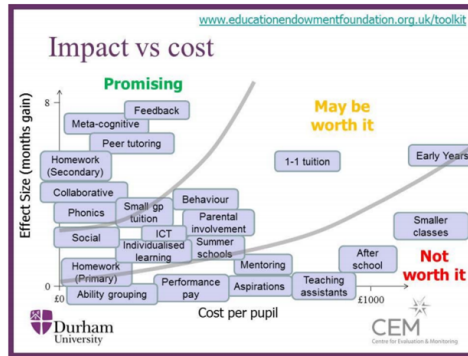 www.educationendowmentfoundation.org.uk/toolkit
Impact vs cost
Promising
May be
worth it
Not
worth it
Effect Size (months gain)
8
0
Feedback
Meta-cognitive
Peer tutoring
Homework
(Secondary)
1-1 tuition
Early Years
Collaborative
Phonics
Small gp
tuition
Behaviour
Parental
involvement
Social
ICT
Individualised
learning
Summer
schools
Smaller
classes
After
school
Mentoring
Homework
(Primary)
Ability grouping
Performance
pay
Aspirations
Teaching
assistants
£0
£1000
Cost per pupil
Durham
University
CEM
Centre for Evaluation & Monitoring